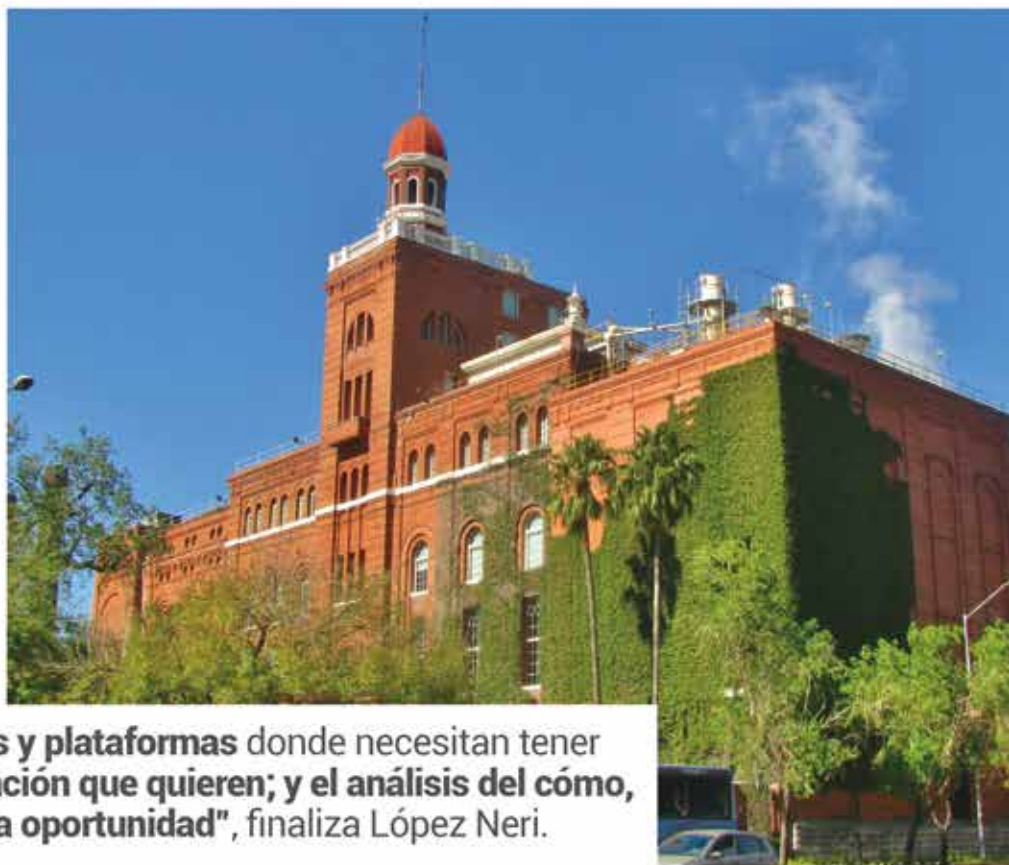 s y plataformas donde necesitan tener
ación que quieren; y el análisis del cómo,
a oportunidad", finaliza López Neri.